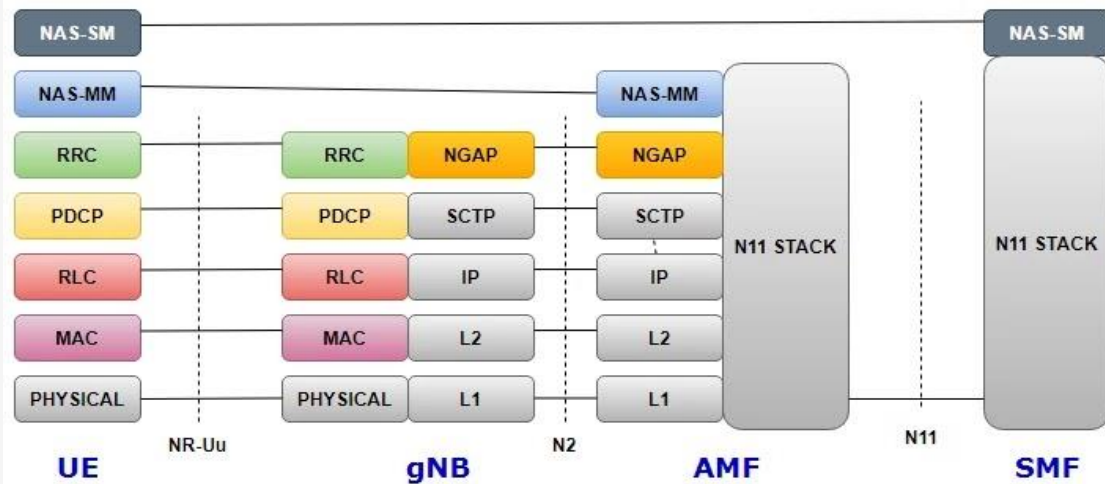 NAS-SM NAS-SM
NAS-MM NAS-MM
RRC RRC NGAP NGAP
PDCP PDCP SCTP SCTP
N11 STACK N11 STACK
RLC RLC IP IP
MAC MAC L2 L2
PHYSICAL PHYSICAL L1 L1
NR-Uu N2 N11
UE gNB AMF SMF